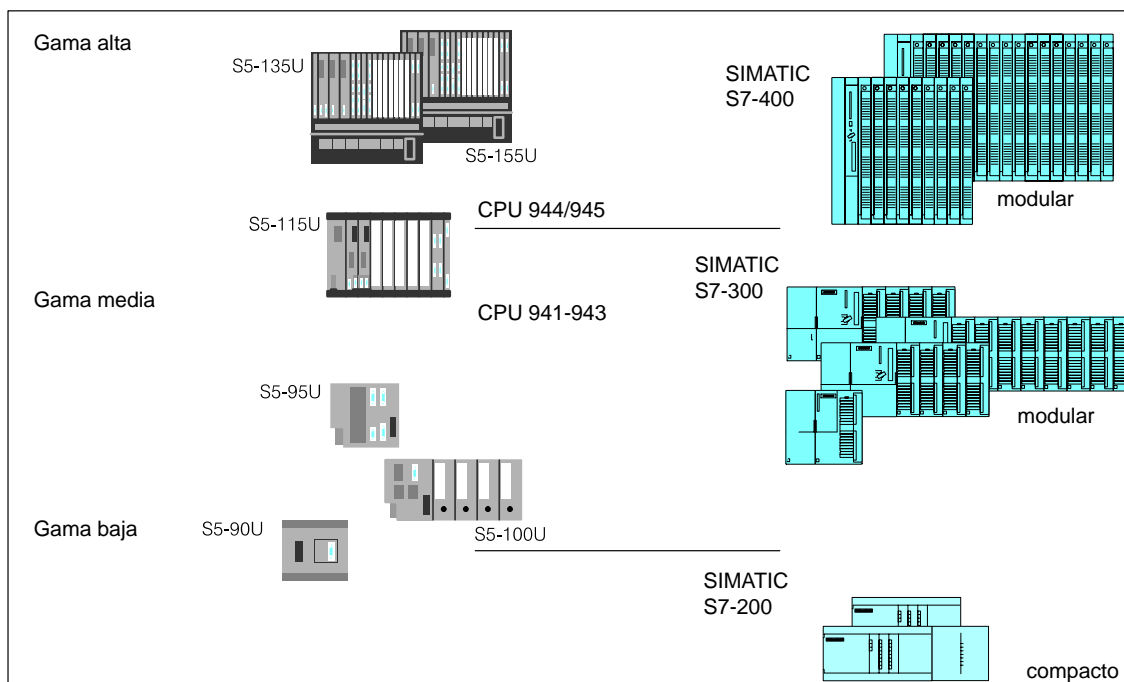 Gama alta
S5-135U
S5-155U
SIMATIC
S7-400
modular
S5-115U
CPU 944/945
Gama media
CPU 941-943
SIMATIC
S7-300
modular
S5-95U
Gama baja
S5-90U
S5-100U
SIMATIC
S7-200
compacto